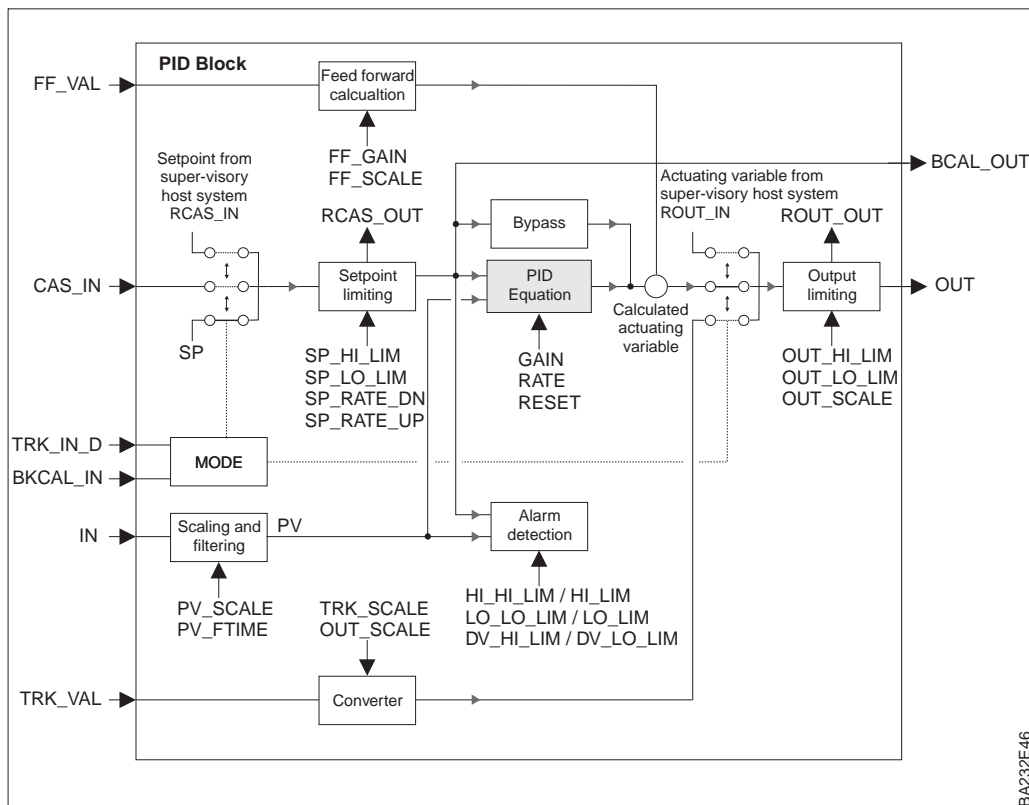 PID Block
FF_VAL
Feed forward
calcualtion
FF_GAIN
FF_SCALE
BCAL_OUT
Setpoint from
super-visory
host system
RCAS_IN
RCAS_OUT
Bypass
Actuating variable from
super-visory host system
ROUT_IN
ROUT_OUT
CAS_IN
Setpoint
limiting
PID
Equation
Calculated
actuating
variable
Output
limiting
OUT
SP
SP_HI_LIM
SP_LO_LIM
SP_RATE_DN
SP_RATE_UP
GAIN
RATE
RESET
OUT_HI_LIM
OUT_LO_LIM
OUT_SCALE
TRK_IN_D
BKCAL_IN
MODE
IN
Scaling and
filtering
PV
Alarm
detection
PV_SCALE
PV_FTIME
TRK_SCALE
OUT_SCALE
HI_HI_LIM / HI_LIM
LO_LO_LIM / LO_LIM
DV_HI_LIM / DV_LO_LIM
TRK_VAL
Converter
BA232E46